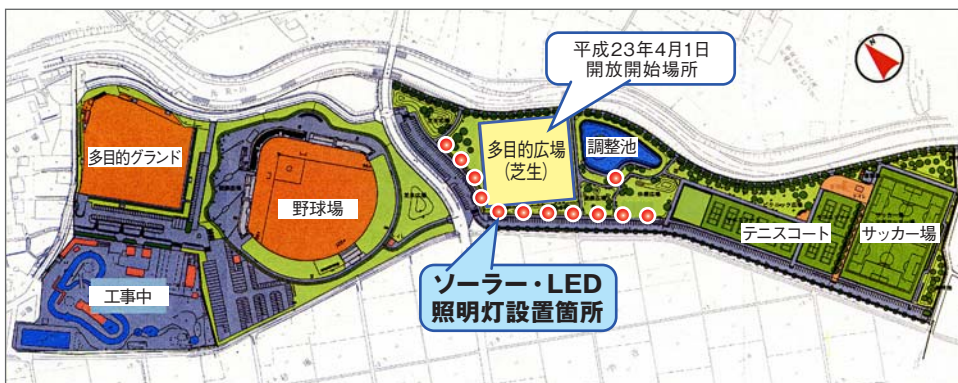 平成23年4月1日
開放開始場所
N
多目的グランド
多目的広場
(芝生)
調整池
野球場
テニスコート
サッカー場
ソーラー・LED
照明灯設置箇所
工事中